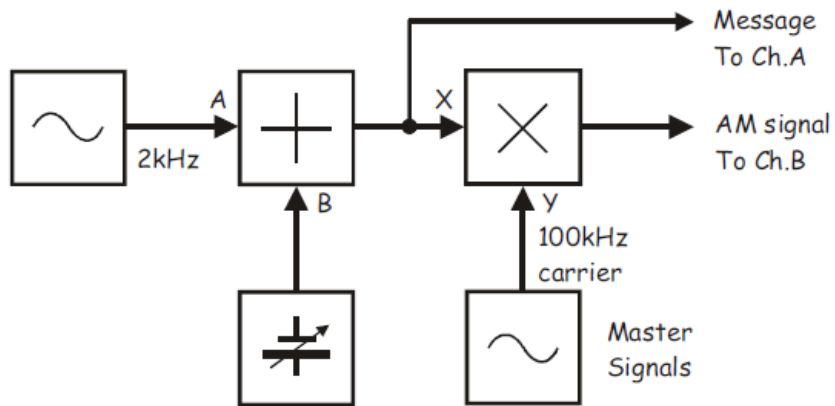 Message
To Ch.A
A
X
2kHz
AM signal
To Ch.B
B
Y
100kHz
carrier
Master
Signals